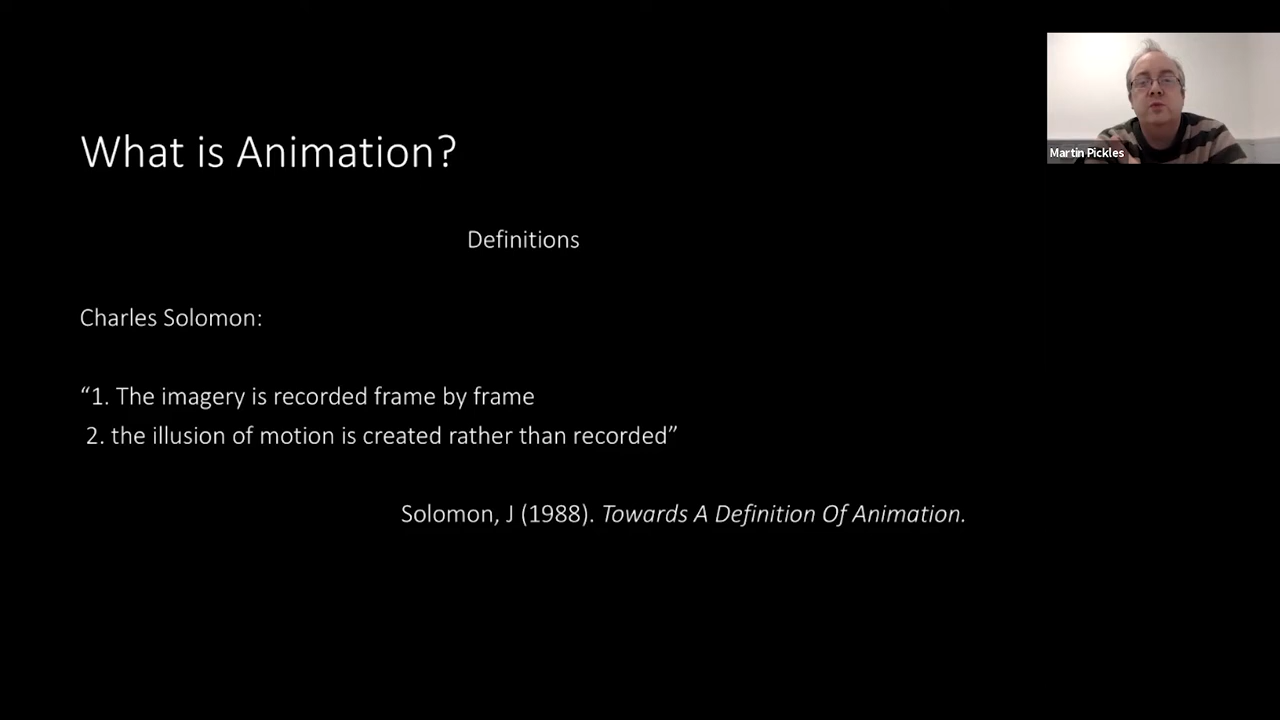 What is Animation?
Martin Pickles
Definitions
Charles Solomon:
“1. The imagery is recorded frame by frame
2. the illusion of motion is created rather than recorded”
Solomon, J (1988). Towards A Definition Of Animation.